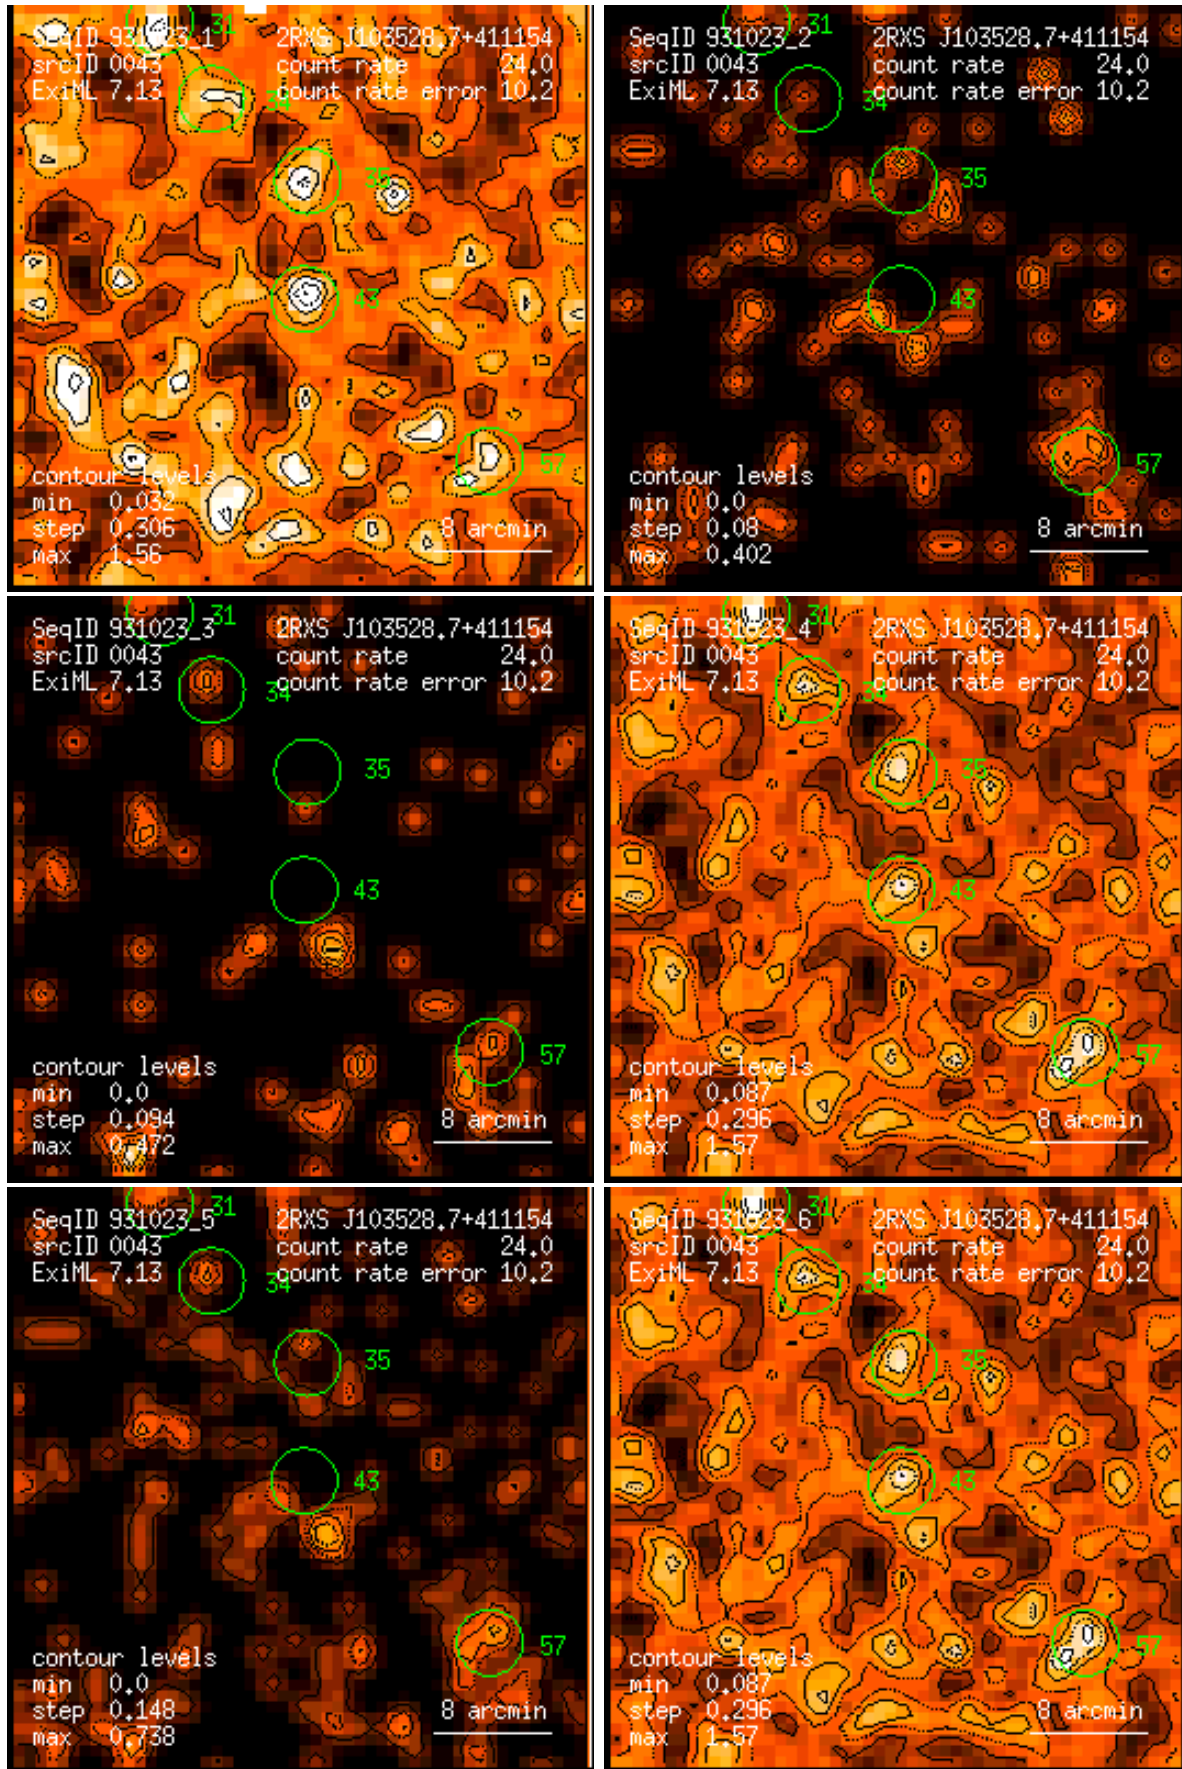 31
SeqID 931023_1 2RXS J103528.7+411154
srcID 0043 count rate 24.0
ExiML 7.13 34 count rate error 10.2
35
43
57
contour levels
min 0.032
step 0.306 8 arcmin
max 1.56
31
SeqID 931023_2 2RXS J103528.7+411154
srcID 0043 count rate 24.0
ExiML 7.13 34 count rate error 10.2
35
43
57
contour levels
min 0.0
step 0.08 8 arcmin
max 0.402
31
SeqID 931023_3 2RXS J103528.7+411154
srcID 0043 count rate 24.0
ExiML 7.13 34 count rate error 10.2
35
43
57
contour levels
min 0.0
step 0.094 8 arcmin
max 0.472
31
SeqID 931023_4 2RXS J103528.7+411154
srcID 0043 count rate 24.0
ExiML 7.13 34 count rate error 10.2
35
43
57
contour levels
min 0.087
step 0.296 8 arcmin
max 1.57
31
SeqID 931023_5 2RXS J103528.7+411154
srcID 0043 count rate 24.0
ExiML 7.13 34 count rate error 10.2
35
43
57
contour levels
min 0.0
step 0.148 8 arcmin
max 0.738
31
SeqID 931023_6 2RXS J103528.7+411154
srcID 0043 count rate 24.0
ExiML 7.13 34 count rate error 10.2
35
43
57
contour levels
min 0.087
step 0.296 8 arcmin
max 1.57